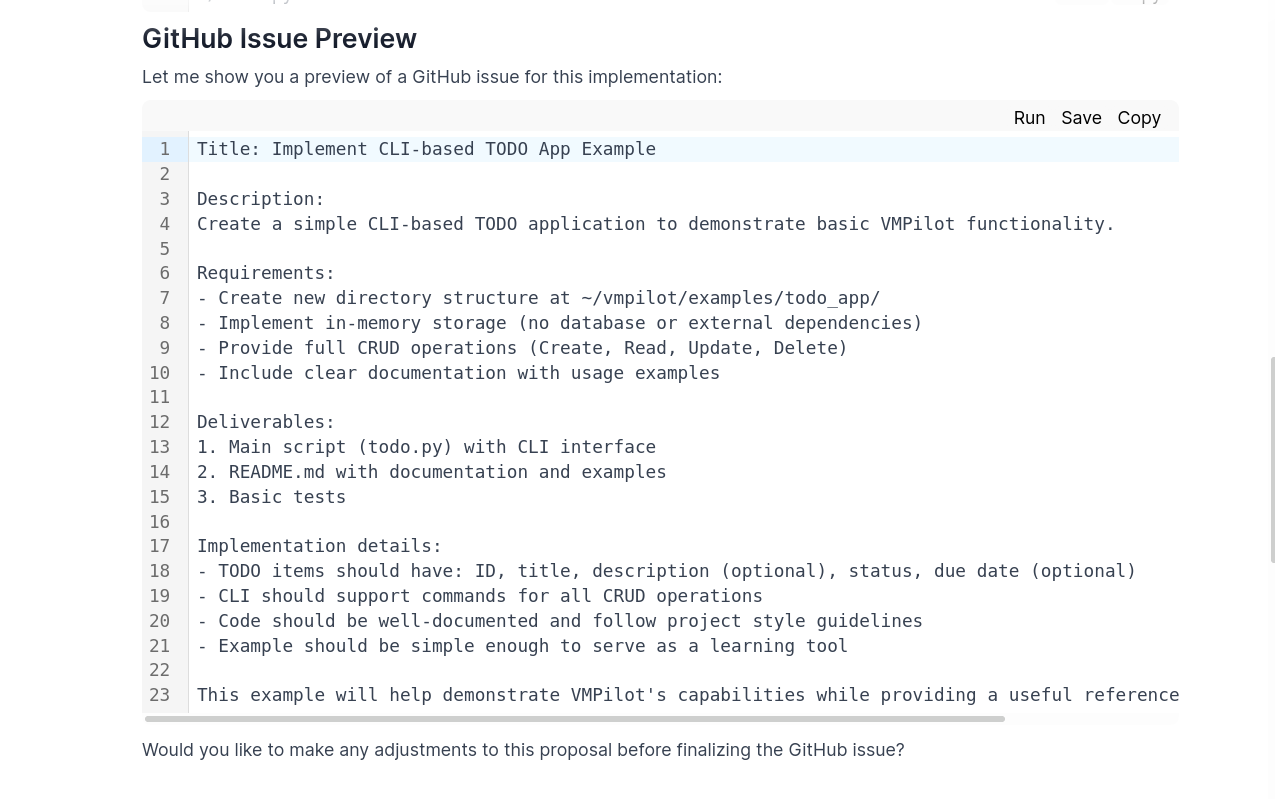 GitHub Issue Preview
Let me show you a preview of a GitHub issue for this implementation:
Run Save Copy
1 Title: Implement CLI-based TODO App Example
2
3 Description:
4 Create a simple CLI-based TODO application to demonstrate basic VMPilot functionality.
5
6 Requirements:
7 - Create new directory structure at ~/vmpilot/examples/todo_app/
8 - Implement in-memory storage (no database or external dependencies)
9 - Provide full CRUD operations (Create, Read, Update, Delete)
10 - Include clear documentation with usage examples
11
12 Deliverables:
13 1. Main script (todo.py) with CLI interface
14 2. README.md with documentation and examples
15 3. Basic tests
16
17 Implementation details:
18 - TODO items should have: ID, title, description (optional), status, due date (optional)
19 - CLI should support commands for all CRUD operations
20 - Code should be well-documented and follow project style guidelines
21 - Example should be simple enough to serve as a learning tool
22
23 This example will help demonstrate VMPilot's capabilities while providing a useful reference
Would you like to make any adjustments to this proposal before finalizing the GitHub issue?